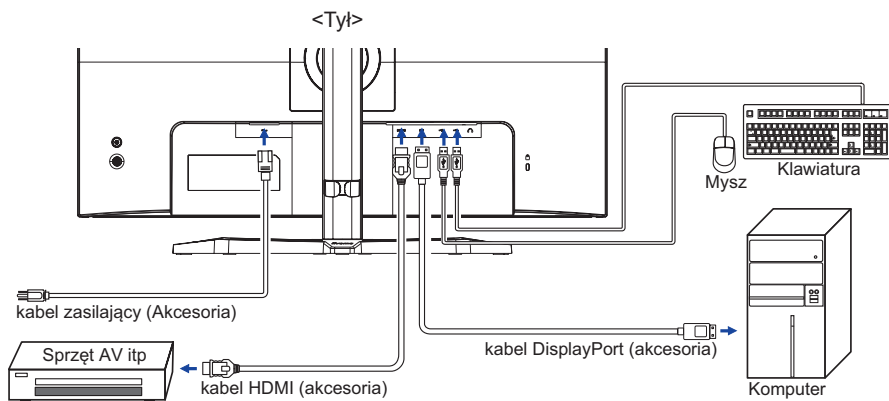 <Tył>
Klawiatura
Mysz
kabel zasilający (Akcesoria)
Sprzęt AV itp
kabel DisplayPort (akcesoria)
kabel HDMI (akcesoria)
Komputer